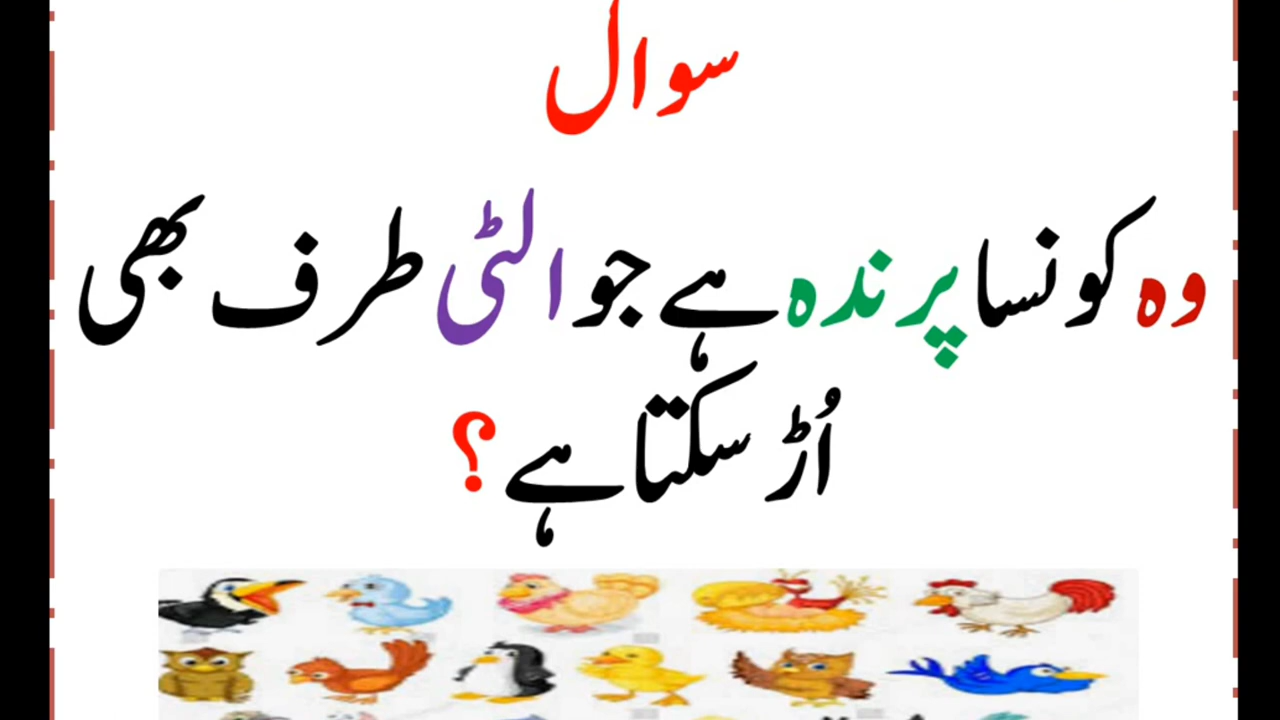 سوال
وہ کونسا پرندہ ہے جو الٹی طرف بھی
اُڑ سکتا ہے ؟